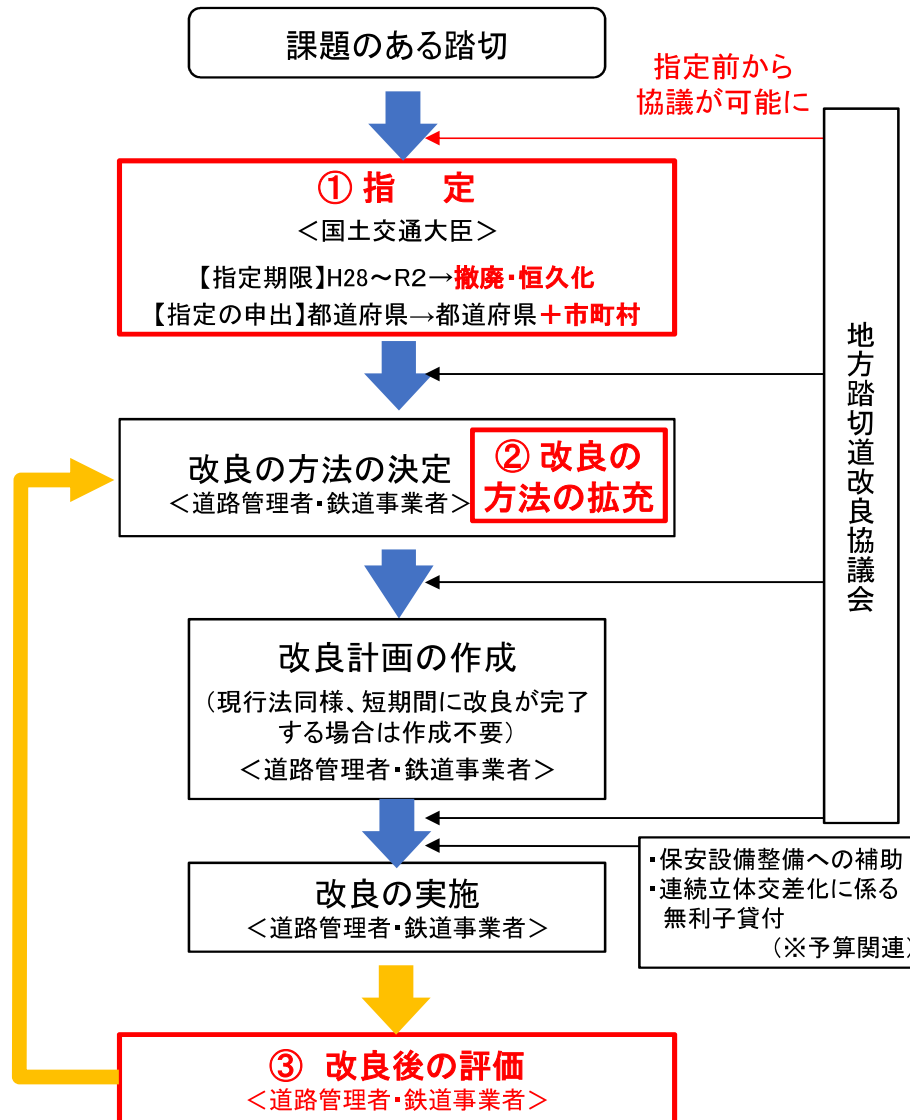 課題のある踏切
指定前から
協議が可能に
① 指 定
＜国土交通大臣＞
【指定期限】H28～R2→撤廃・恒久化
【指定の申出】都道府県→都道府県＋市町村
改良の方法の決定
＜道路管理者・鉄道事業者＞
② 改良の
方法の拡充
地方踏切道改良協議会
改良計画の作成
（現行法同様、短期間に改良が完了
する場合は作成不要）
＜道路管理者・鉄道事業者＞
・保安設備整備への補助
・連続立体交差化に係る
無利子貸付
（※予算関連）
改良の実施
＜道路管理者・鉄道事業者＞
③ 改良後の評価
＜道路管理者・鉄道事業者＞